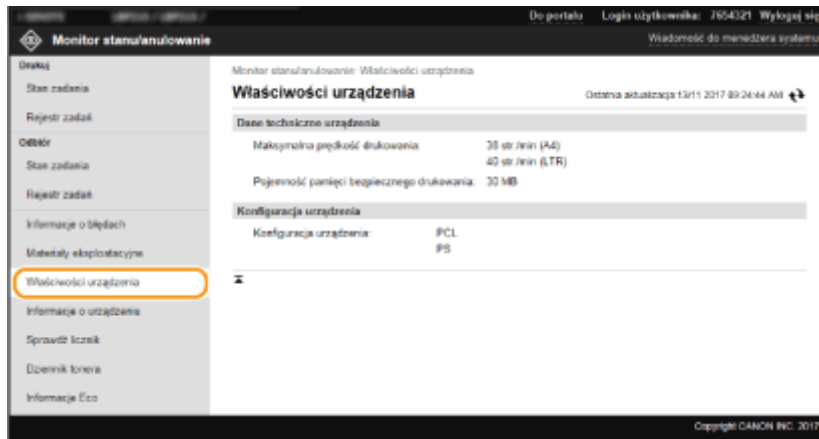 Do portalu Login użytkownika: 7654321 Wyloguj się
Monitor stanu/anulowanie Wiadomość do menedżera systemu
Drukuj
Stan zadania
Rejestr zadań
Odbiór
Stan zadania
Rejestr zadań
Informacje o błędach
Materiały eksploatacyjne
Właściwości urządzenia
Informacje o urządzeniu
Sprawdź licznik
Dziennik tonera
Informacje Eco
Monitor stanu/anulowanie: Właściwości urządzenia
Właściwości urządzenia Ostatnia aktualizacja:13/11 2017 09:24:44 AM
Dane techniczne urządzenia
Maksymalna prędkość drukowania: 38 str./min (A4)
40 str./min (LTR)
Pojemność pamięci bezpiecznego drukowania: 30 MB
Konfiguracja urządzenia
Konfiguracja urządzenia: PCL
PS
Copyright CANON INC. 2017